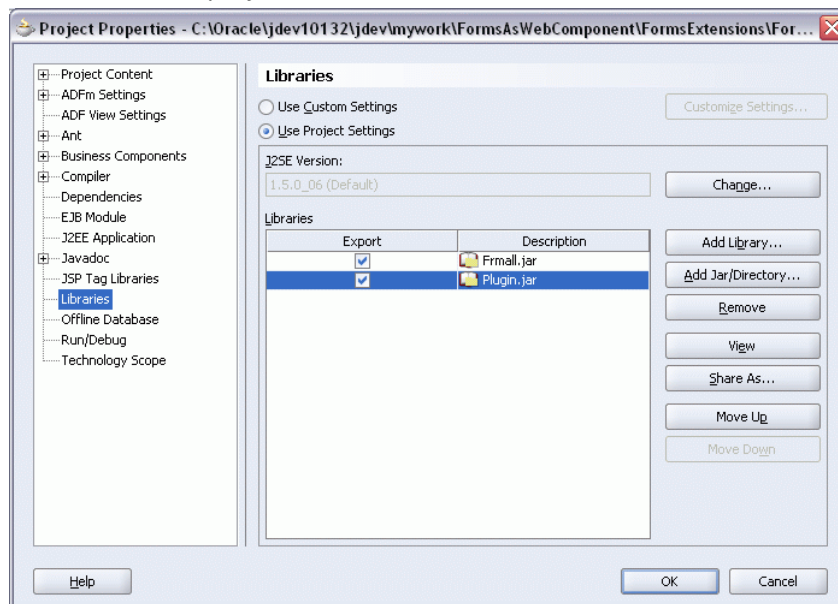 Project Properties - C:\Oracle\jdev10132\jdev\mywork\FormsAsWebComponent\FormsExtensions\For...
Project Content
ADFm Settings
ADF View Settings
Ant
Business Components
Compiler
Dependencies
EJB Module
J2EE Application
Javadoc
JSP Tag Libraries
Libraries
Offline Database
Run/Debug
Technology Scope
Libraries
Use Custom Settings
Customize Settings...
Use Project Settings
J2SE Version:
1.5.0_06 (Default)
Change...
Libraries
Export Description
Frmall.jar
Plugin.jar
Add Library...
Add Jar/Directory...
Remove
View
Share As...
Move Up
Move Down
Help
OK
Cancel